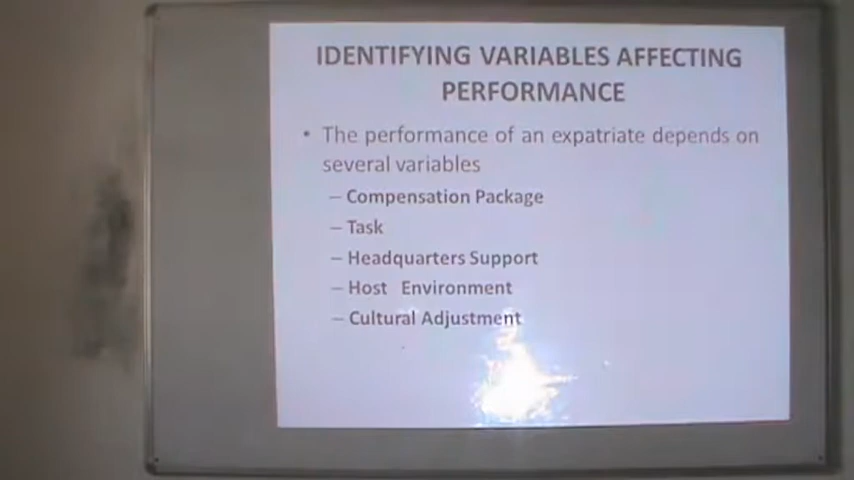 IDENTIFYING VARIABLES AFFECTING
PERFORMANCE
• The performance of an expatriate depends on
several variables
– Compensation Package
– Task
– Headquarters Support
– Host Environment
– Cultural Adjustment